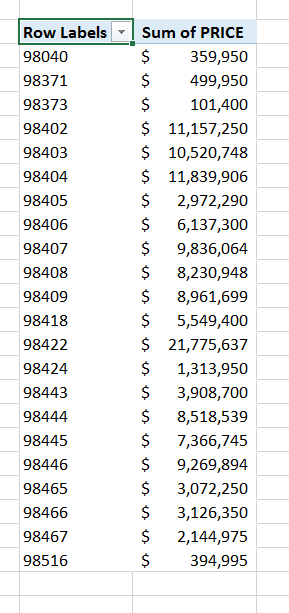 Row Labels Sum of PRICE
98040 $ 359,950
98371 $ 499,950
98373 $ 101,400
98402 $ 11,157,250
98403 $ 10,520,748
98404 $ 11,839,906
98405 $ 2,972,290
98406 $ 6,137,300
98407 $ 9,836,064
98408 $ 8,230,948
98409 $ 8,961,699
98418 $ 5,549,400
98422 $ 21,775,637
98424 $ 1,313,950
98443 $ 3,908,700
98444 $ 8,518,539
98445 $ 7,366,745
98446 $ 9,269,894
98465 $ 3,072,250
98466 $ 3,126,350
98467 $ 2,144,975
98516 $ 394,995